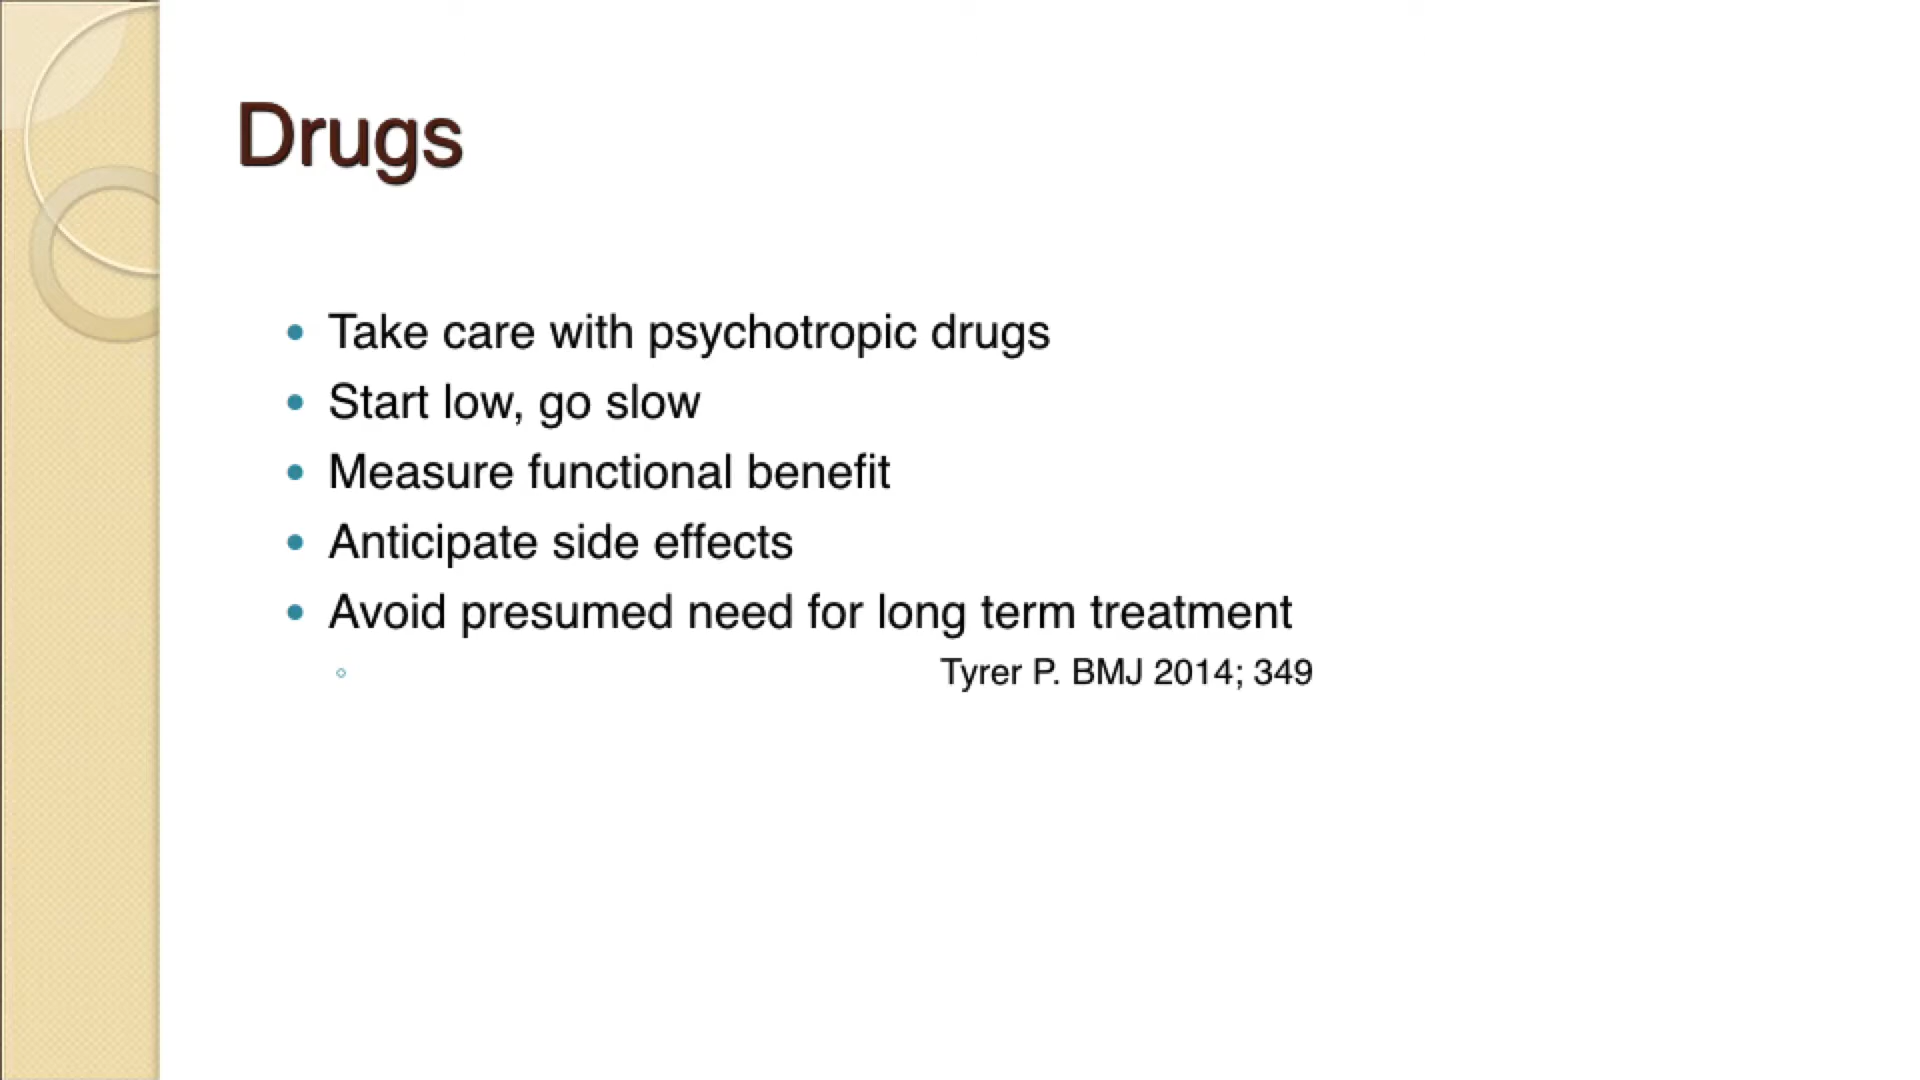 Drugs
Take care with psychotropic drugs
Start low, go slow
Measure functional benefit
Anticipate side effects
Avoid presumed need for long term treatment
Tyrer P. BMJ 2014; 349